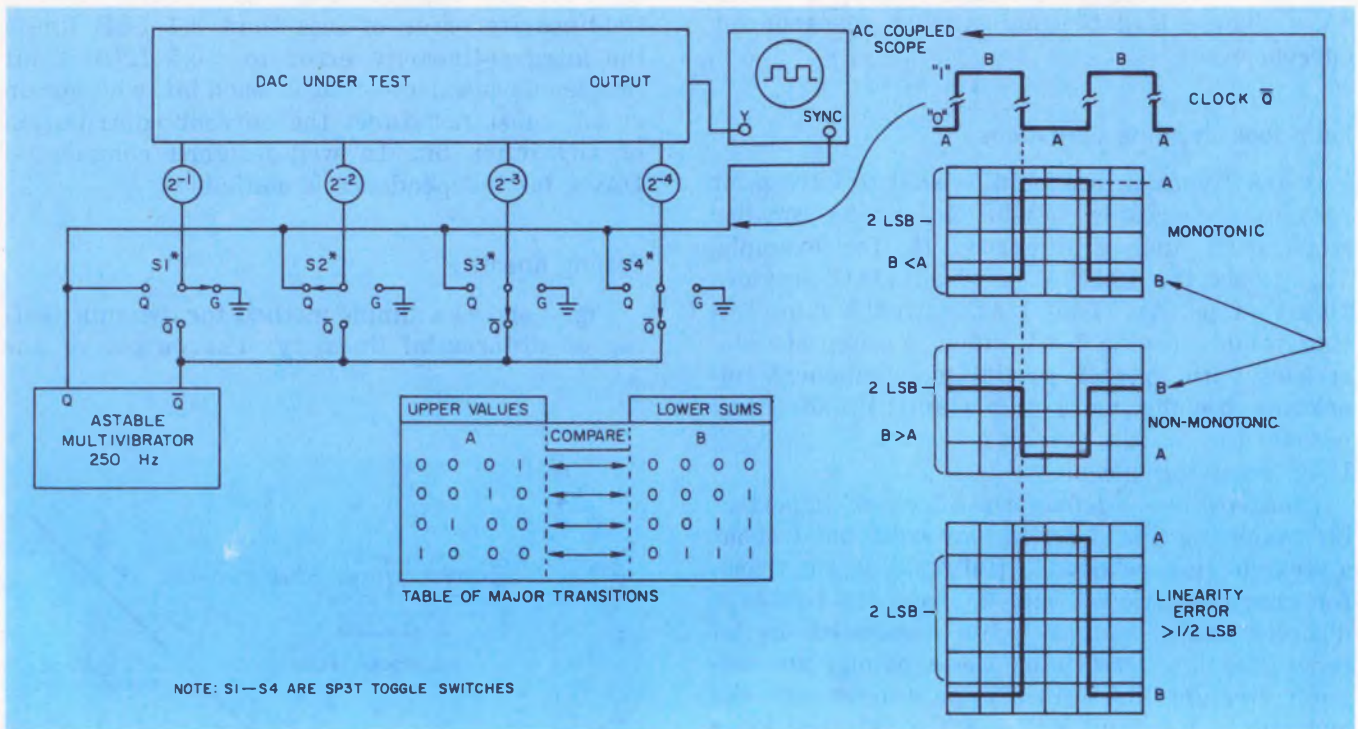 DAC UNDER TEST
OUTPUT
AC COUPLED
SCOPE
Y
SYNC
2⁻¹
2⁻²
2⁻³
2⁻⁴
S1*
S2*
S3*
S4*
Q G
Q G
Q G
Q G
Q̅
Q̅
Q̅
Q̅
Q Q̅
ASTABLE
MULTIVIBRATOR
250 Hz
UPPER VALUES LOWER SUMS
A COMPARE B
0 0 0 1 0 0 0 0
0 0 1 0 0 0 0 1
0 1 0 0 0 0 1 1
1 0 0 0 0 1 1 1
TABLE OF MAJOR TRANSITIONS
NOTE: S1—S4 ARE SP3T TOGGLE SWITCHES
"1" B B
CLOCK Q̅
"0"
A A A
A
2 LSB
MONOTONIC
B < A
B
2 LSB
B
NON-MONOTONIC
B > A
A
A
2 LSB
LINEARITY
ERROR
>1/2 LSB
B